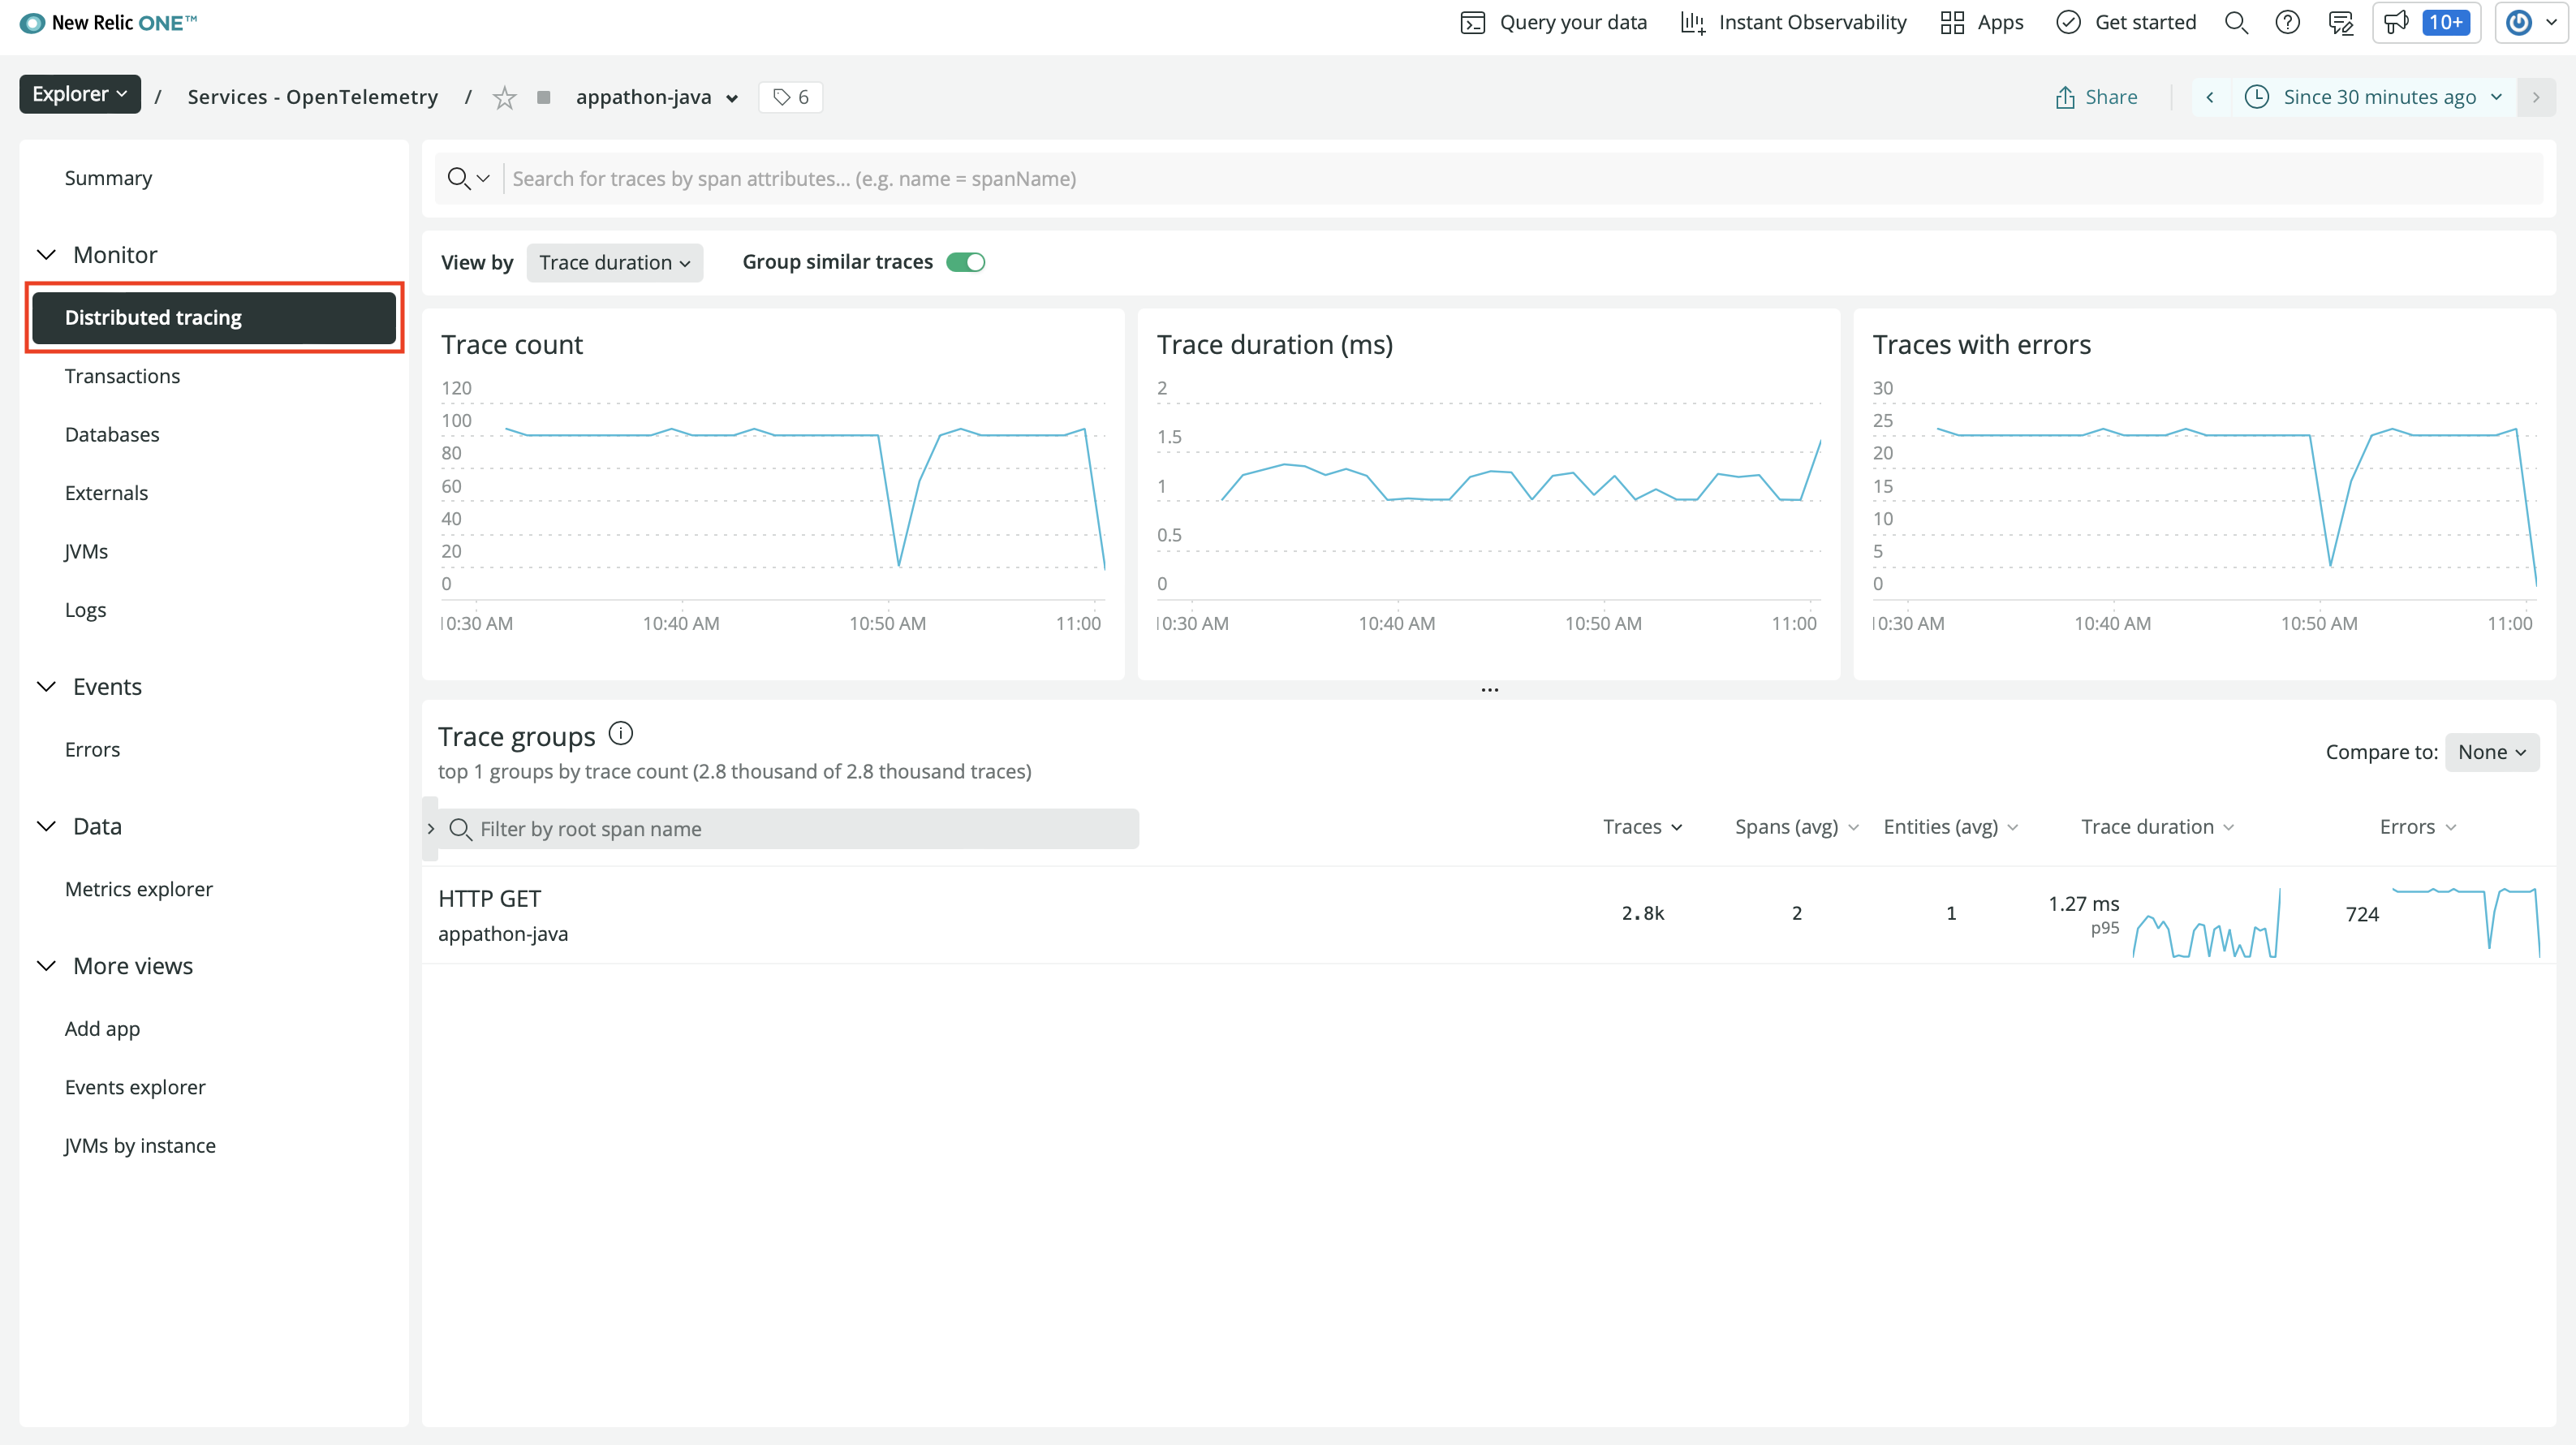 New Relic ONE™
Query your data
Instant Observability
Apps
Get started
10+
Explorer / Services - OpenTelemetry / appathon-java 6
Share
Since 30 minutes ago
Summary
Monitor
Distributed tracing
Transactions
Databases
Externals
JVMs
Logs
Events
Errors
Data
Metrics explorer
More views
Add app
Events explorer
JVMs by instance
Search for traces by span attributes... (e.g. name = spanName)
View by Trace duration Group similar traces
Trace count
120
100
80
60
40
20
0
10:30 AM 10:40 AM 10:50 AM 11:00
Trace duration (ms)
2
1.5
1
0.5
0
10:30 AM 10:40 AM 10:50 AM 11:00
Traces with errors
30
25
20
15
10
5
0
10:30 AM 10:40 AM 10:50 AM 11:00
...
Trace groups
top 1 groups by trace count (2.8 thousand of 2.8 thousand traces)
Compare to: None
Filter by root span name
Traces Spans (avg) Entities (avg) Trace duration Errors
HTTP GET
appathon-java
2.8k 2 1 1.27 ms 724
p95